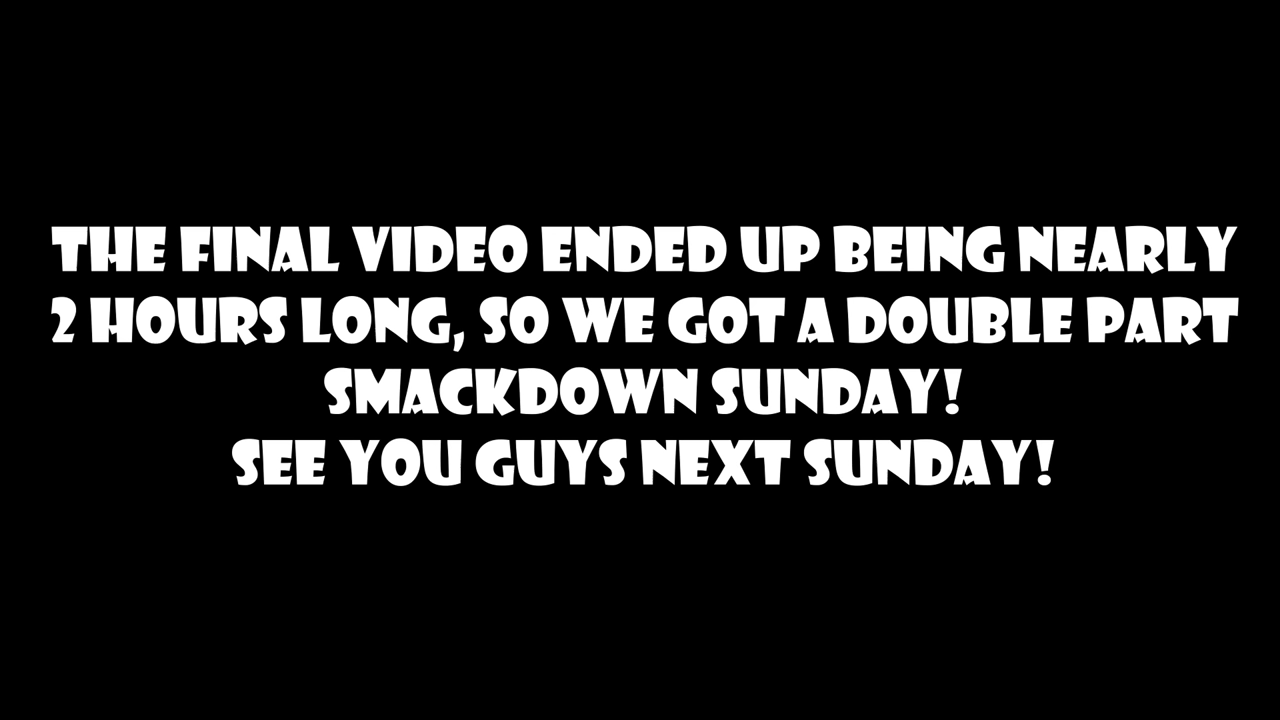 THE FINAL VIDEO ENDED UP BEING NEARLY
2 HOURS LONG, SO WE GOT A DOUBLE PART
SMACKDOWN SUNDAY!
SEE YOU GUYS NEXT SUNDAY!